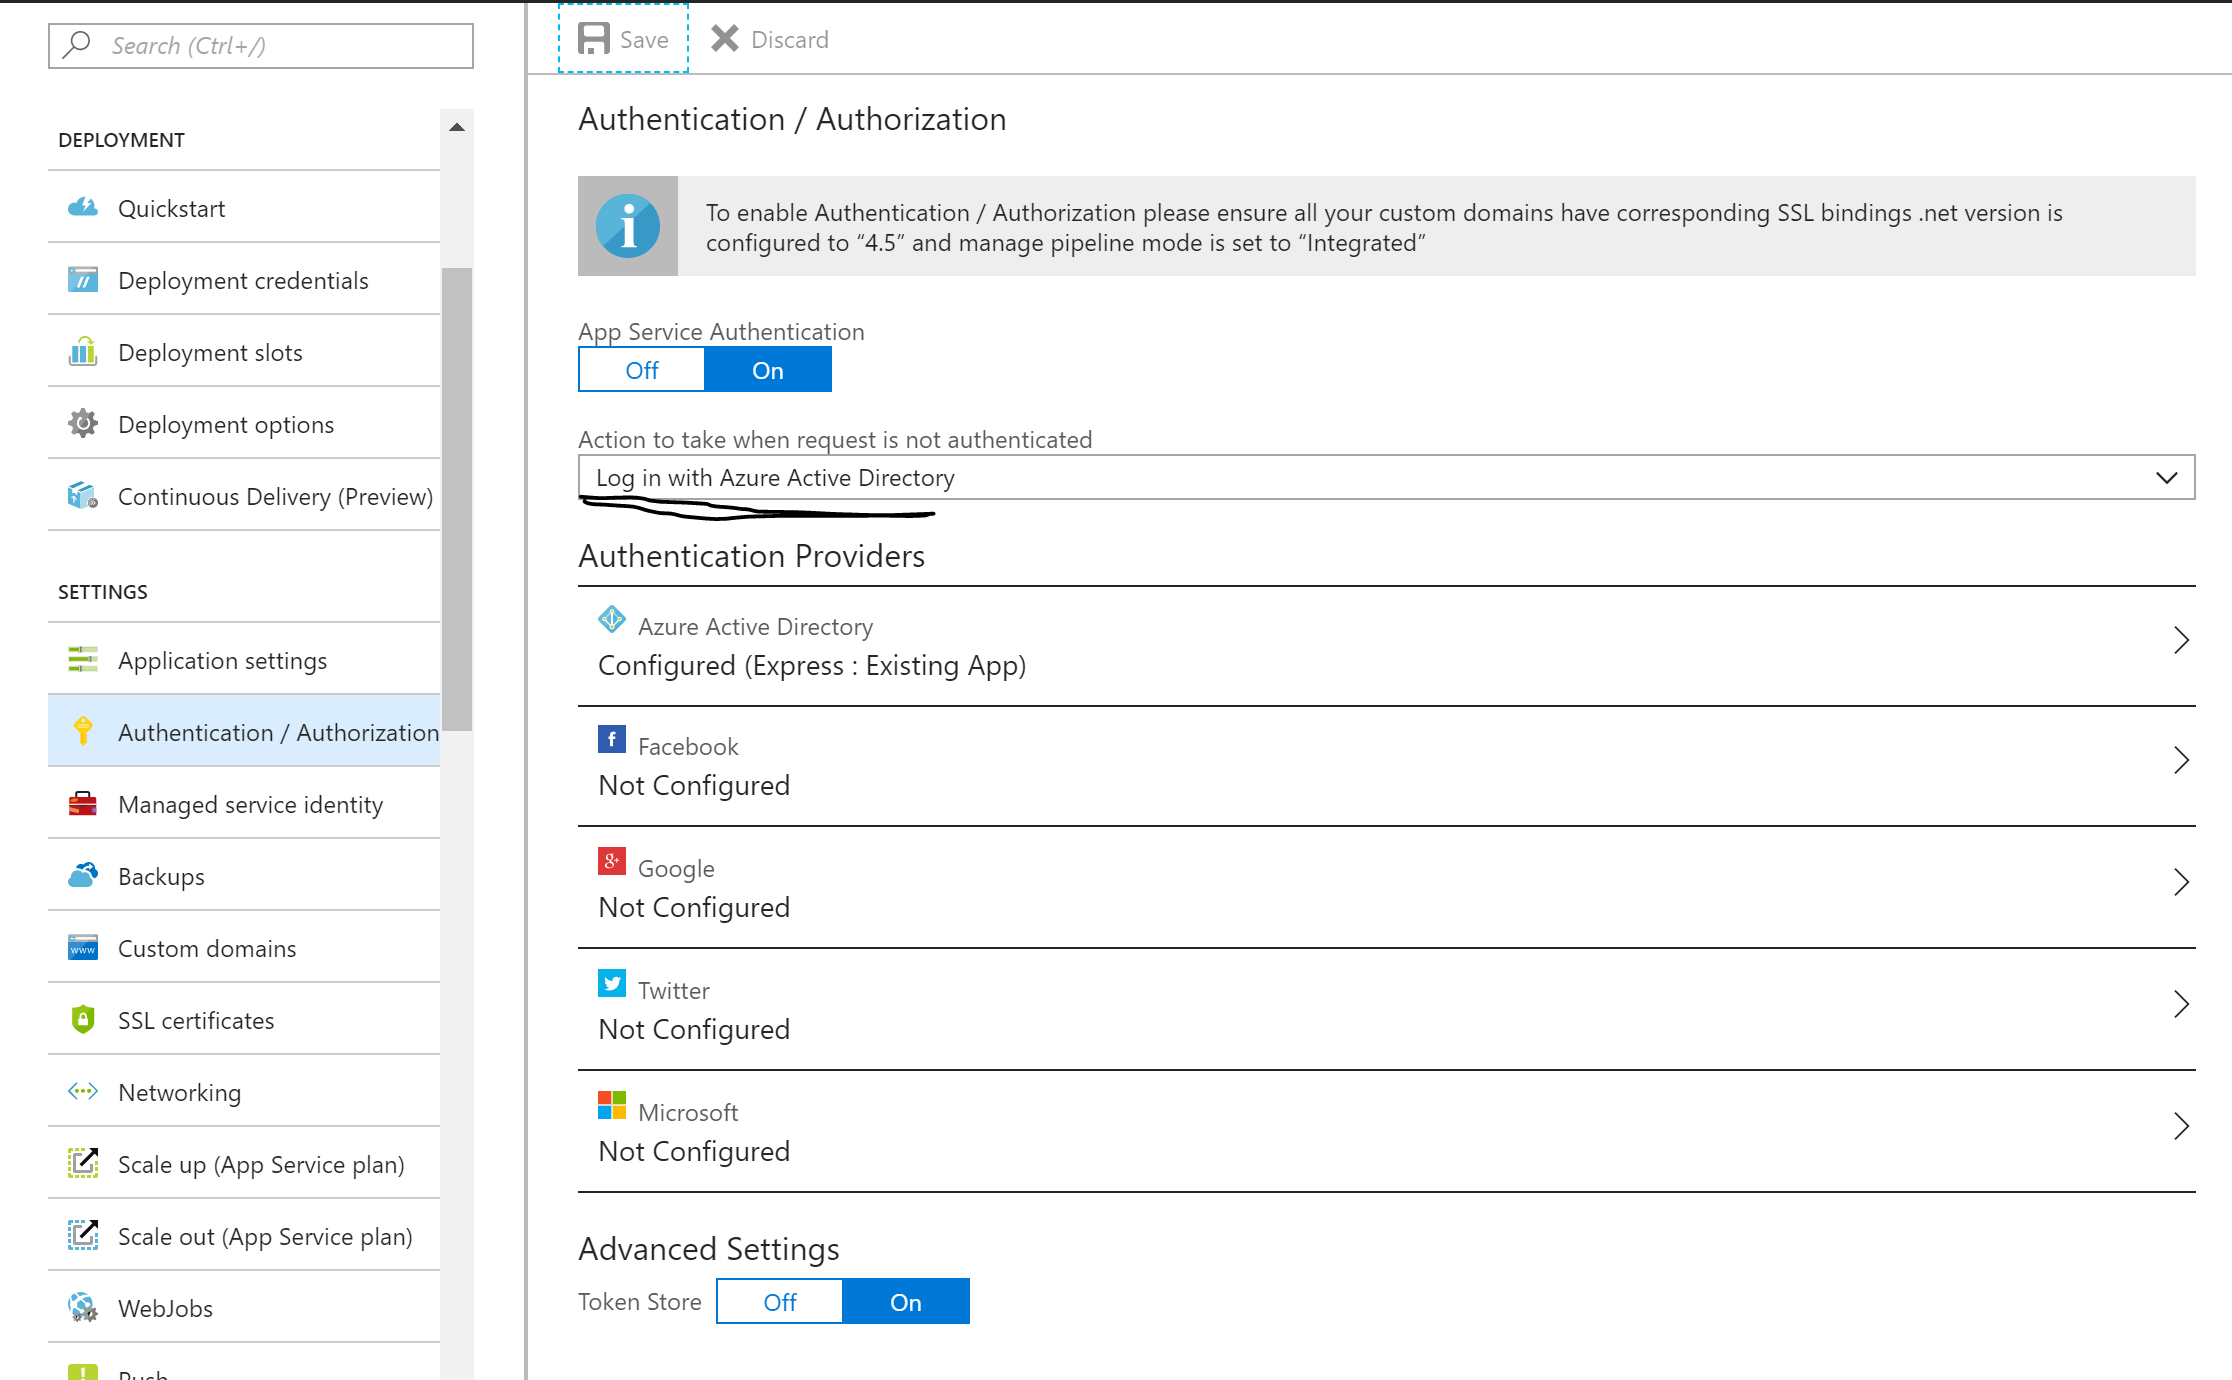 Search (Ctrl+/)
DEPLOYMENT
Quickstart
Deployment credentials
Deployment slots
Deployment options
Continuous Delivery (Preview)
SETTINGS
Application settings
Authentication / Authorization
Managed service identity
Backups
Custom domains
SSL certificates
Networking
Scale up (App Service plan)
Scale out (App Service plan)
WebJobs
Push
Save
Discard
Authentication / Authorization
To enable Authentication / Authorization please ensure all your custom domains have corresponding SSL bindings .net version is
configured to “4.5” and manage pipeline mode is set to “Integrated”
App Service Authentication
Off On
Action to take when request is not authenticated
Log in with Azure Active Directory
Authentication Providers
Azure Active Directory
Configured (Express : Existing App)
Facebook
Not Configured
Google
Not Configured
Twitter
Not Configured
Microsoft
Not Configured
Advanced Settings
Token Store Off On